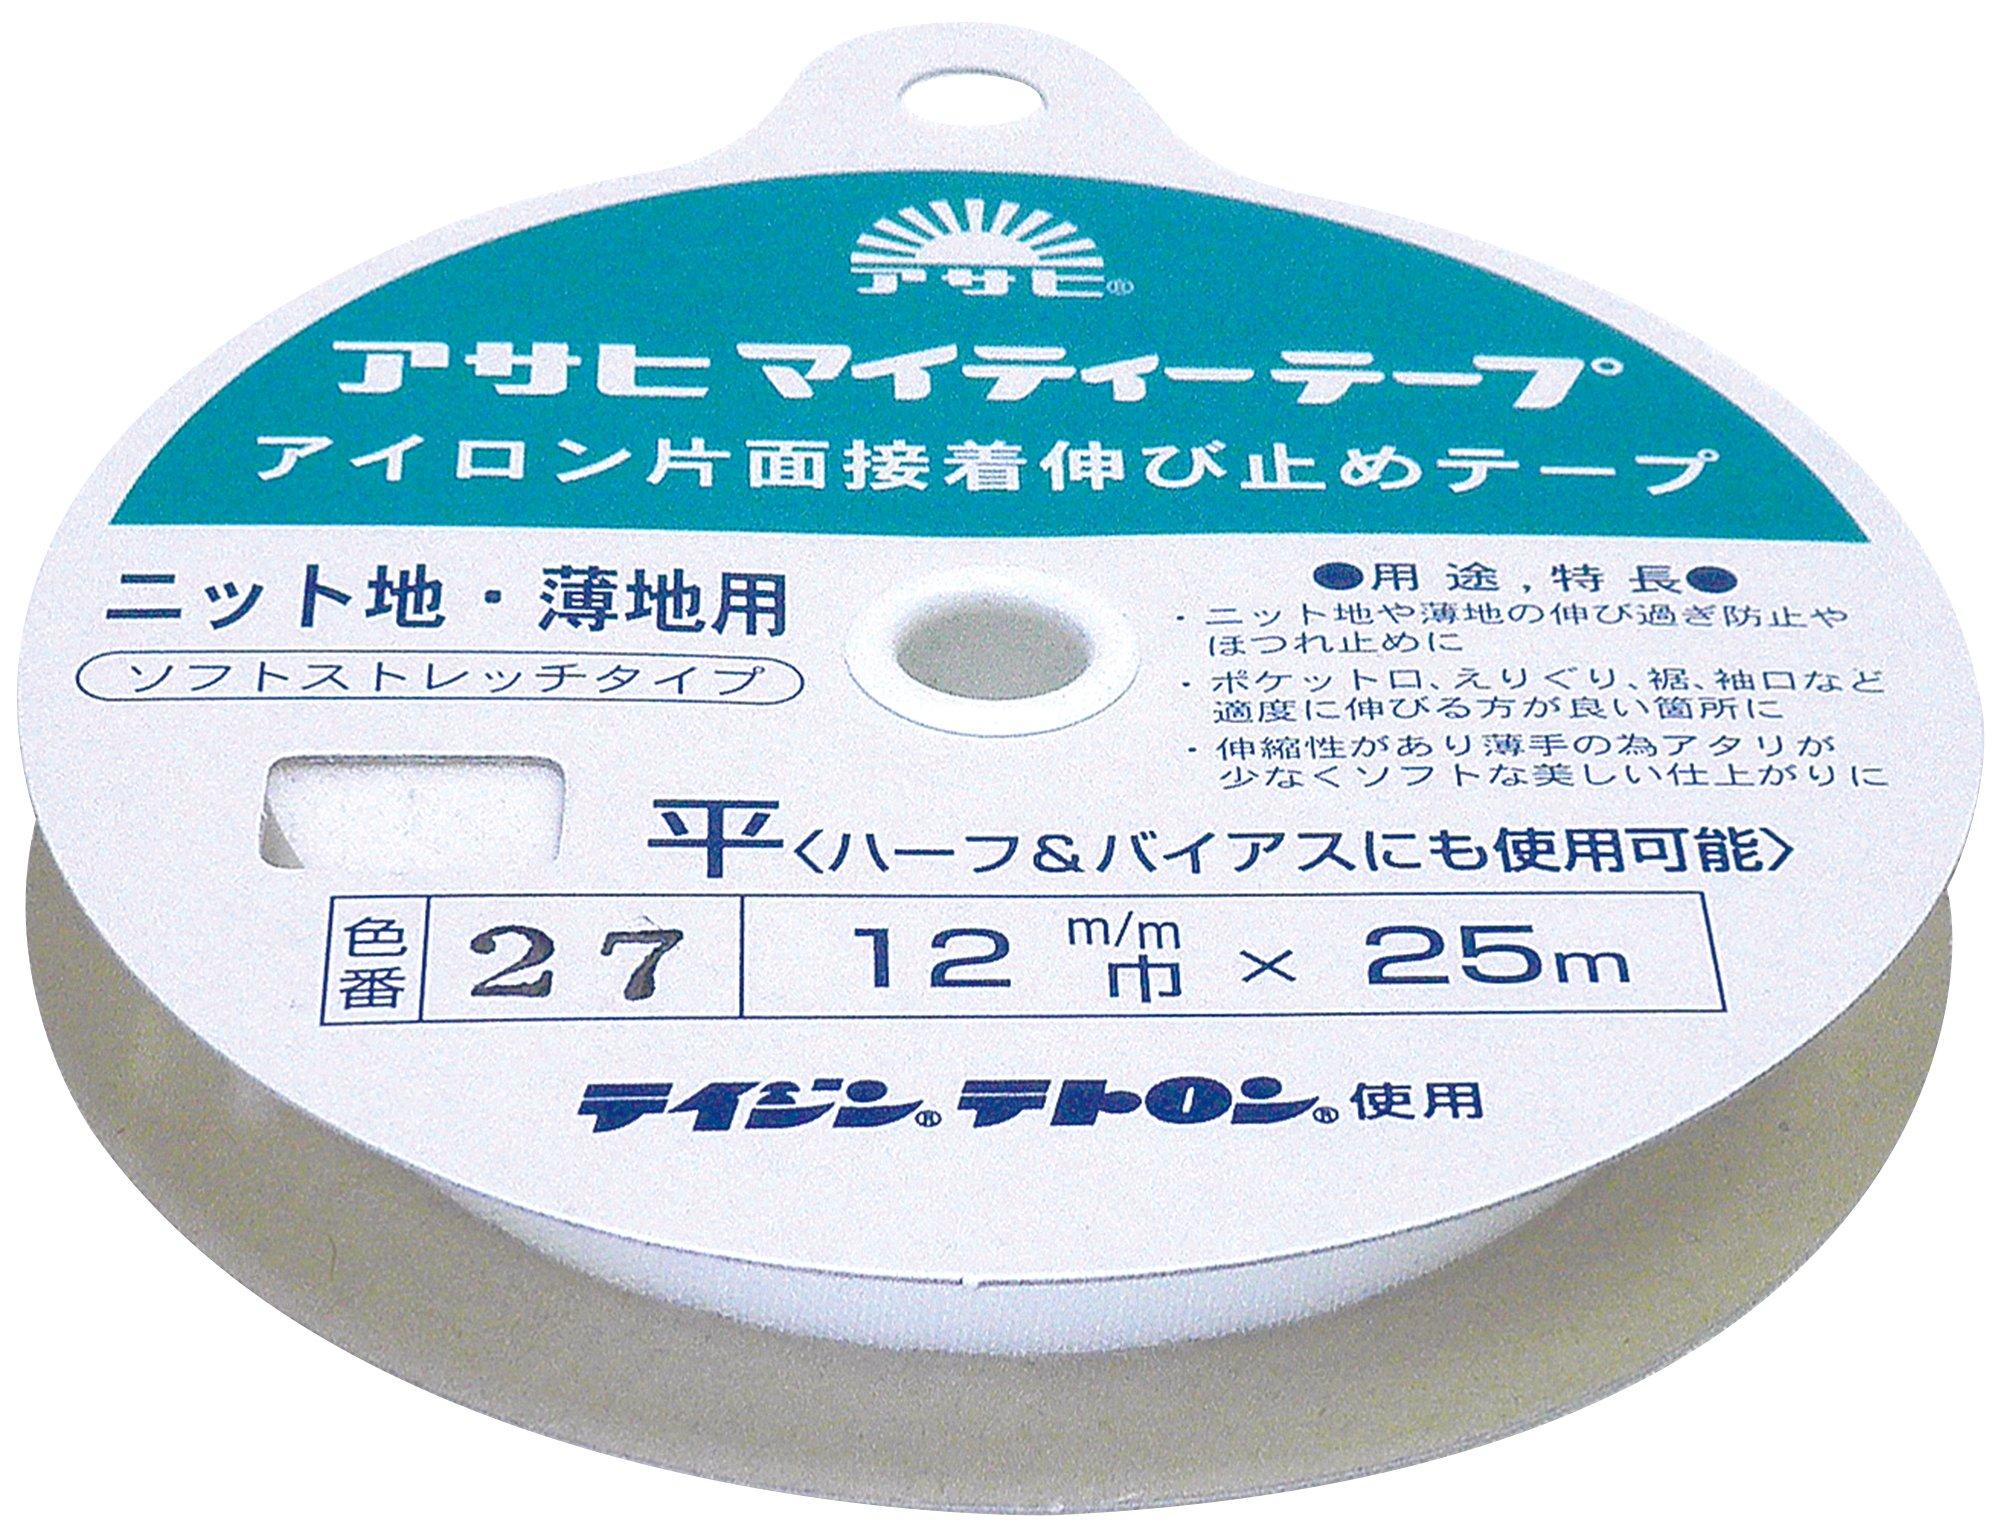 アサヒ®
アサヒ マイティーテープ
アイロン片面接着伸び止めテープ
ニット地・薄地用
ソフトストレッチタイプ
●用途,特長●
・ニット地や薄地の伸び過ぎ防止や
ほつれ止めに
・ポケット口、えりぐり、裾、袖口など
適度に伸びる方が良い箇所に
・伸縮性があり薄手の為アタリが
少なくソフトな美しい仕上がりに
平〈ハーフ&バイアスにも使用可能〉
色番 27 12 m/m巾 × 25m
テイジン® テトロン® 使用